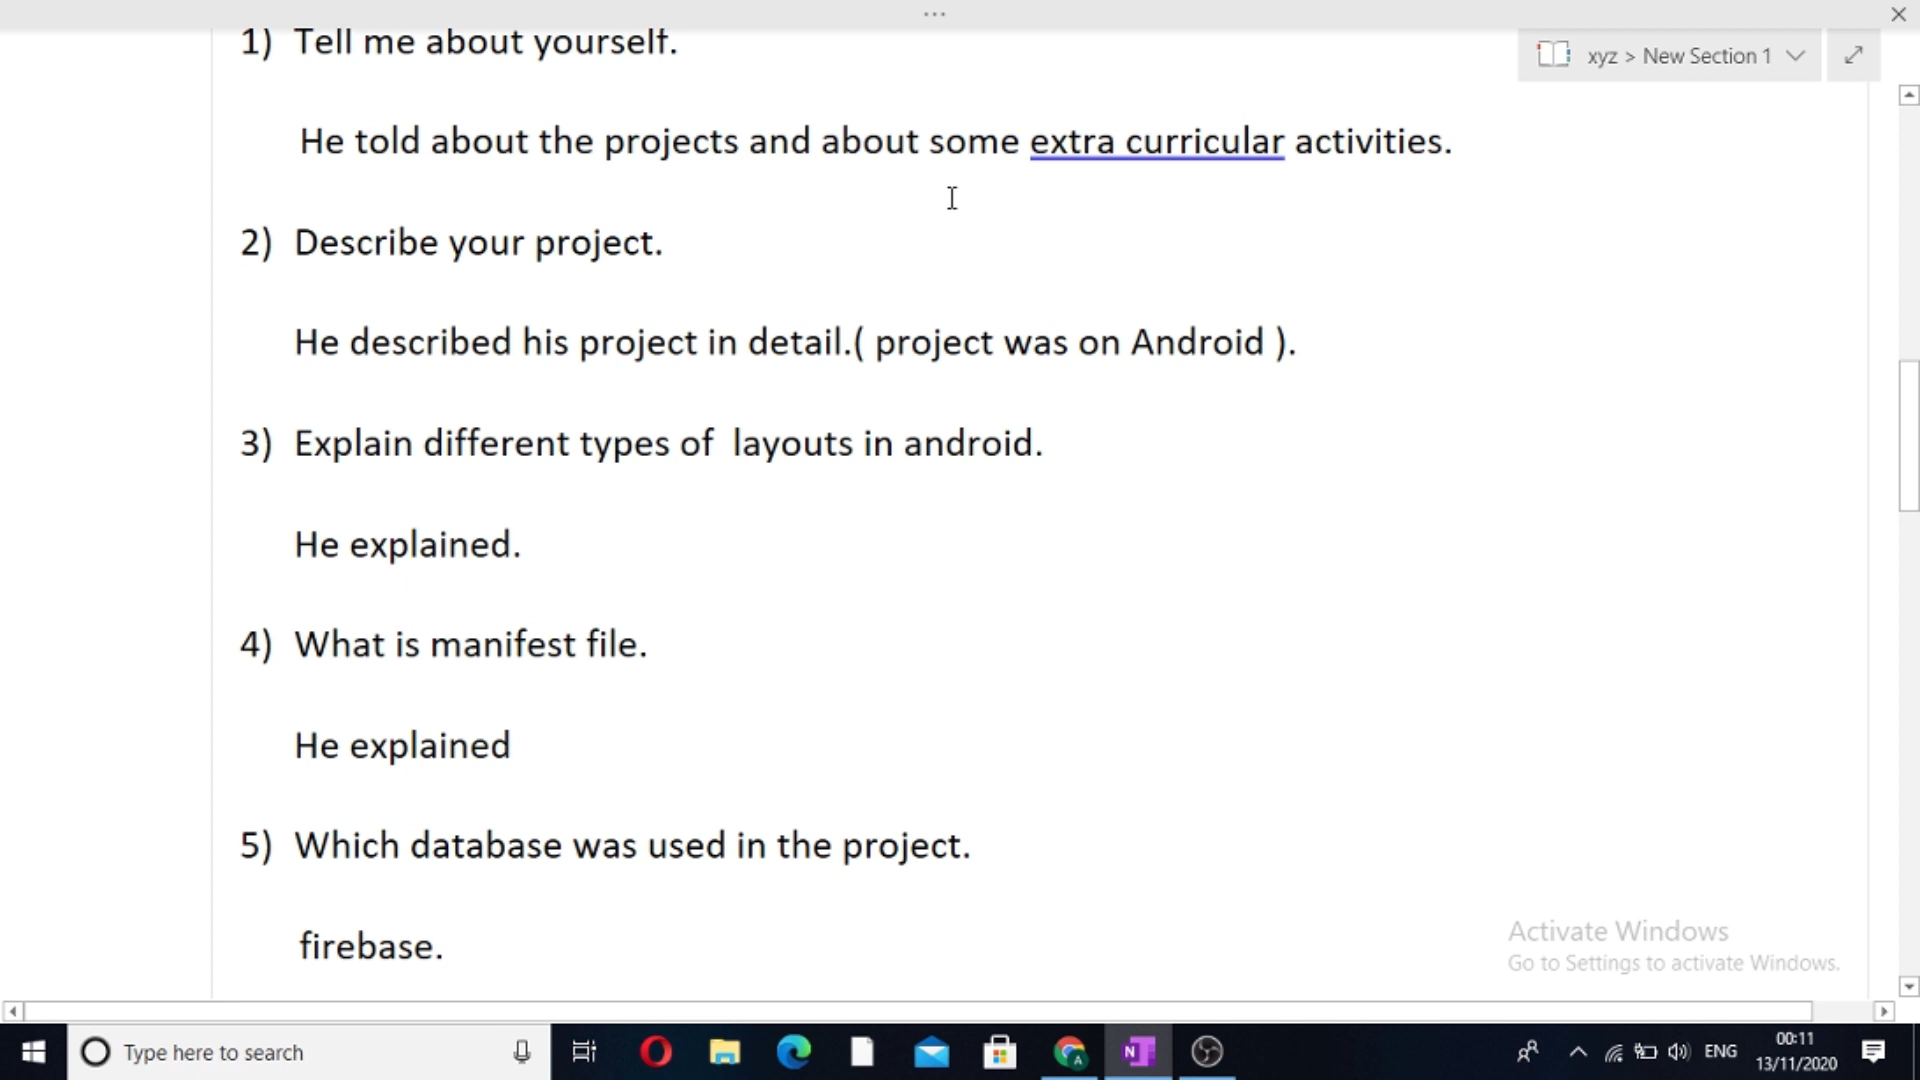 ...
1) Tell me about yourself.
xyz > New Section 1
He told about the projects and about some extra curricular activities.
2) Describe your project.
He described his project in detail.( project was on Android ).
3) Explain different types of  layouts in android.
He explained.
4) What is manifest file.
He explained
5) Which database was used in the project.
firebase.
Activate Windows
Go to Settings to activate Windows.
Type here to search
ENG
00:11
13/11/2020